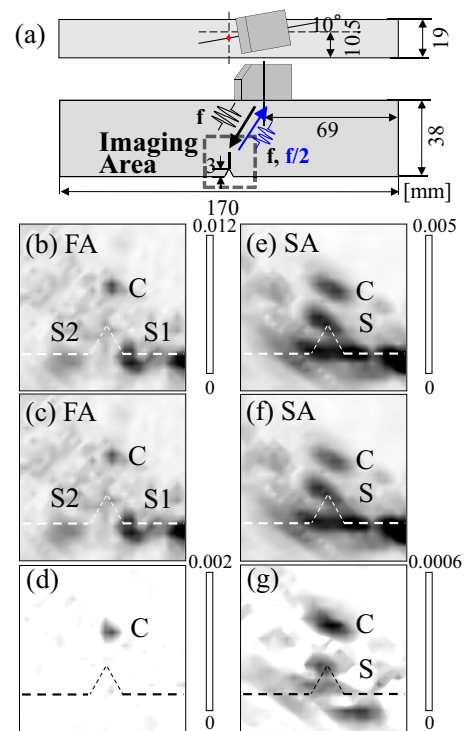 (a)
10°
10.5
19
f
69
Imaging
Area
f, f/2
38
3
170
[mm]
0.012
0.005
(b) FA
C
S2
S1
0
(e) SA
C
S
0
(c) FA
C
S2
S1
(f) SA
C
S
0.002
0.0006
(d)
C
0
(g)
C
S
0